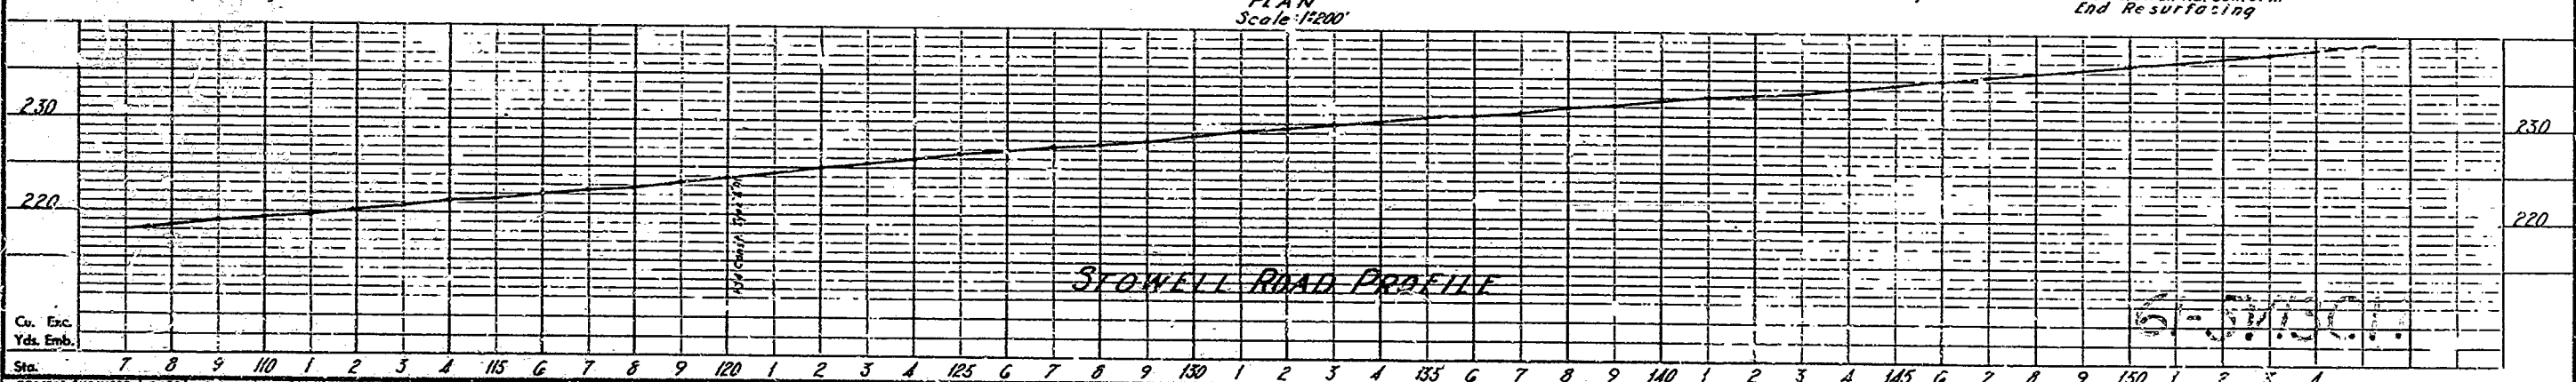 PLAN
Scale: 1"=200'
End Resurfacing
230
230
220
220
STOWELL ROAD PROFILE
Cu. Exc.
Yds. Emb.
Sta. 7 8 9 110 1 2 3 4 115 6 7 8 9 120 1 2 3 4 125 6 7 8 9 130 1 2 3 4 135 6 7 8 9 140 1 2 3 4 145 6 7 8 9 150 1 2 3 4